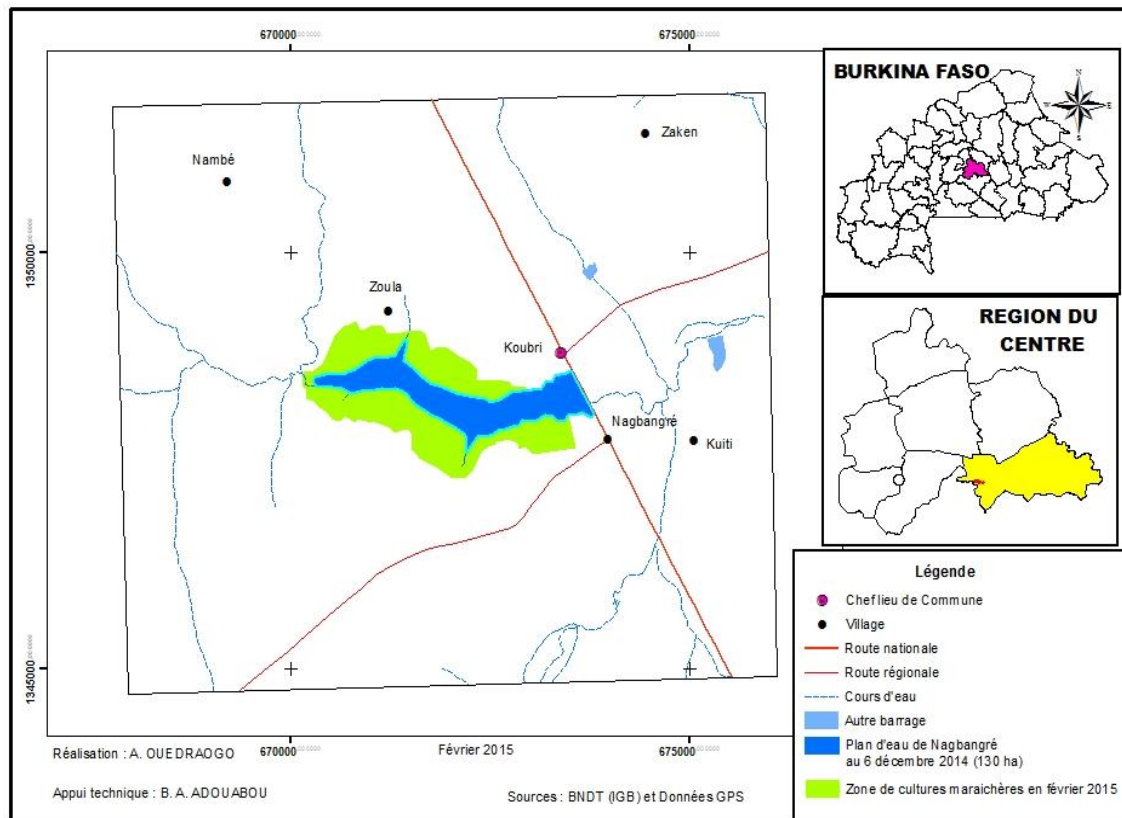 670000
675000
BURKINA FASO
N
W
E
S
Zaken
Nambé
1350000
Zoula
Koubri
REGION DU
CENTRE
Nagbangré
Kuiti
1345000
Légende
Chef lieu de Commune
Village
Route nationale
Route régionale
Cours d'eau
Autre barrage
Plan d'eau de Nagbangré
au 6 décembre 2014 (130 ha)
Zone de cultures maraichères en février 2015
670000
675000
Février 2015
Réalisation : A. OUEDRAOGO
Appui technique : B. A. ADOUABOU
Sources : BNDT (IGB) et Données GPS